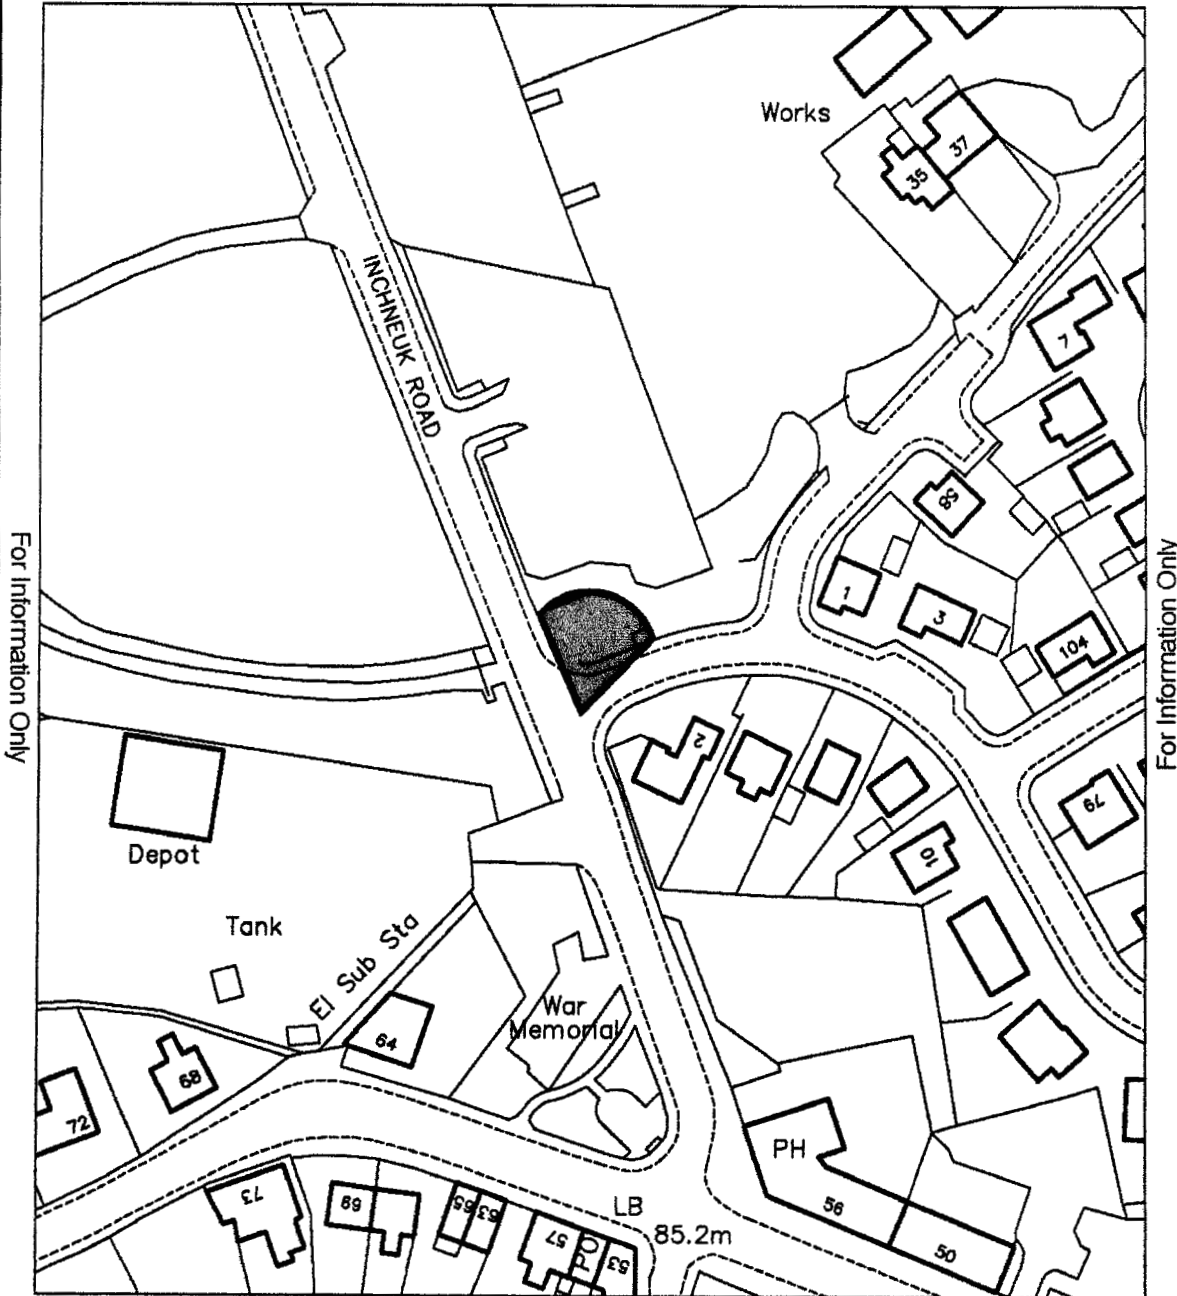 Works
37
35
INCHNEUK ROAD
7
58
For Information Only
For Information Only
1
3
104
2
79
10
Depot
Tank
El Sub Sta
War
Memorial
64
68
72
PH
56
50
LB
85.2m
73
69
65
63
57
PO
53